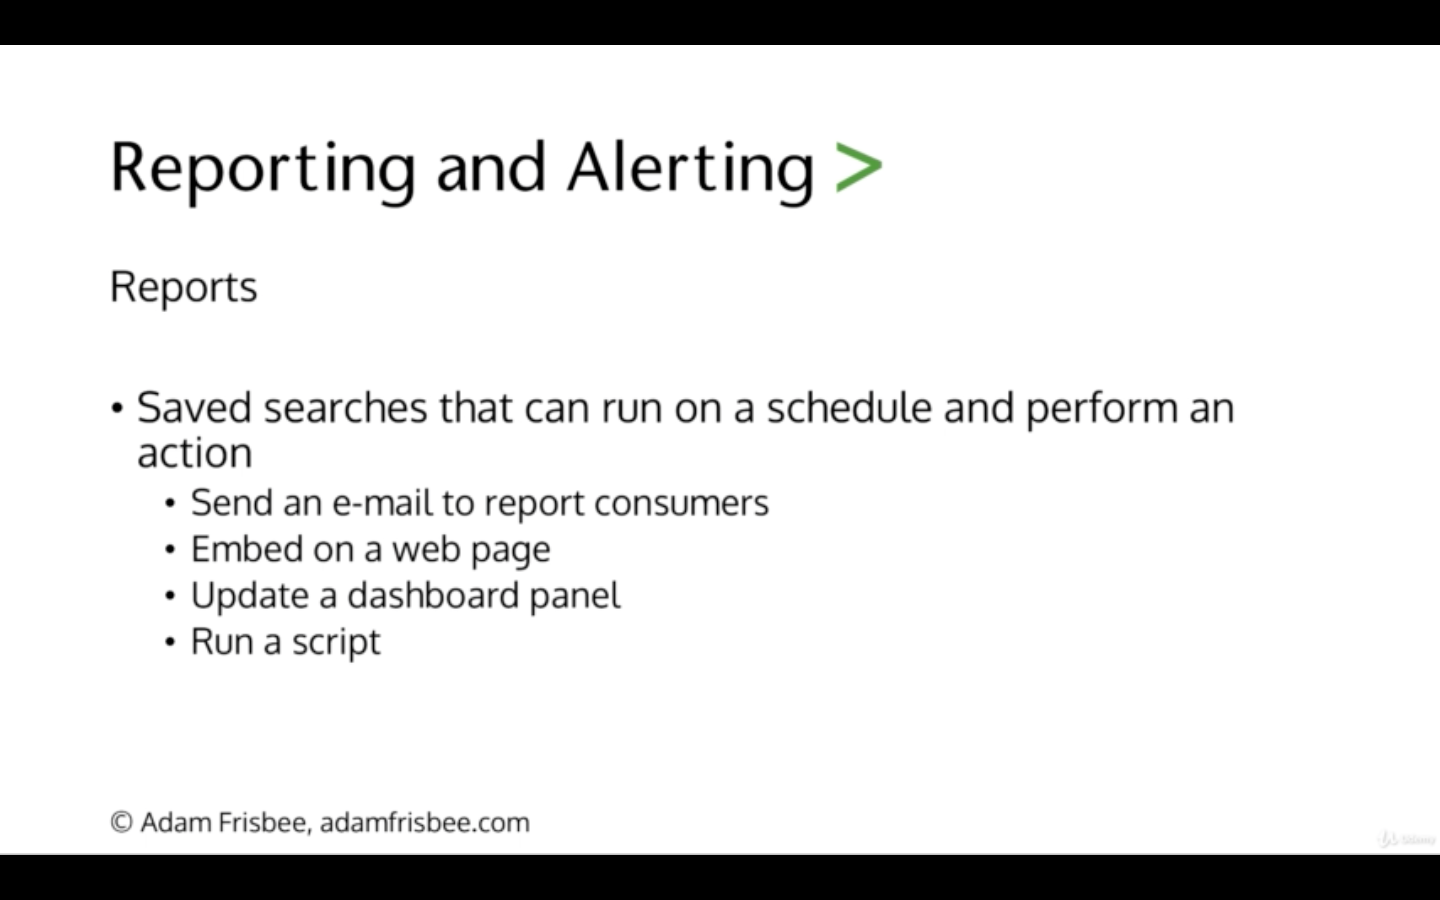 Reporting and Alerting >
Reports
• Saved searches that can run on a schedule and perform an
action
• Send an e-mail to report consumers
• Embed on a web page
• Update a dashboard panel
• Run a script
© Adam Frisbee, adamfrisbee.com
Udemy